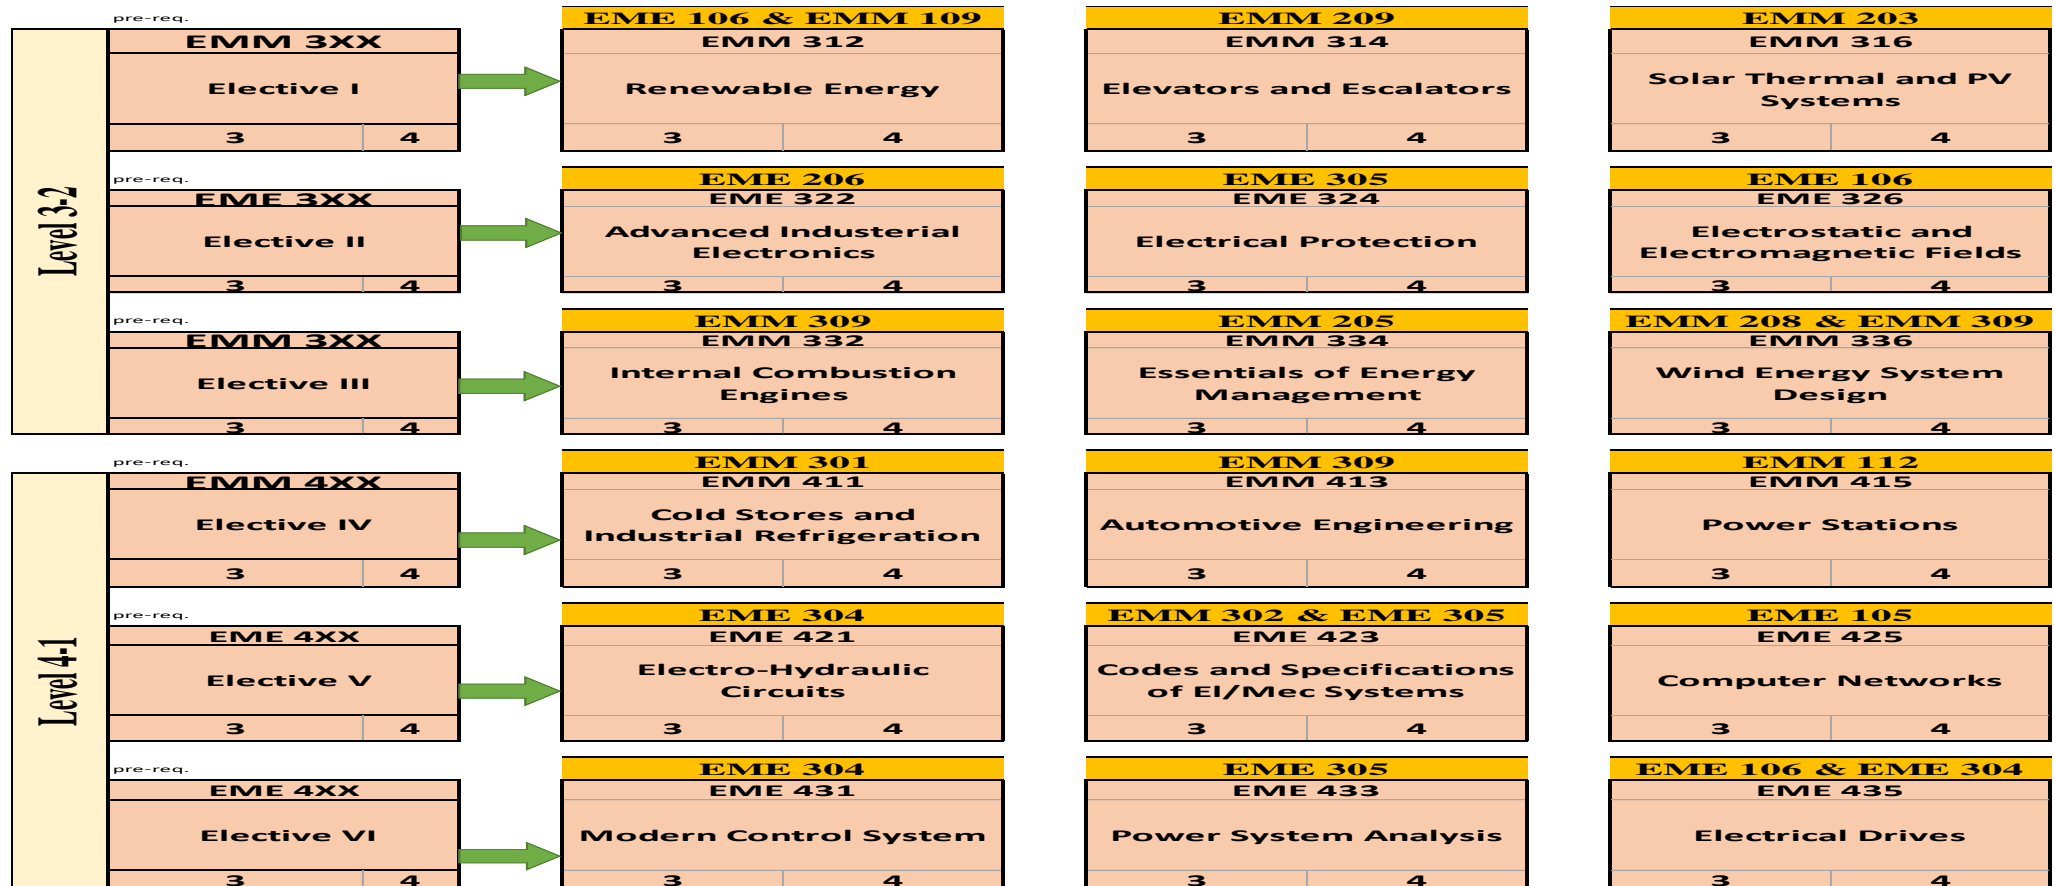 pre-req.
EME 106 & EMM 109
EMM 209
EMM 203
EMM 3XX
EMM 312
EMM 314
EMM 316
Elective I
Renewable Energy
Elevators and Escalators
Solar Thermal and PV
Systems
3 4
3 4
3 4
3 4
Level 3-2
pre-req.
EME 206
EME 305
EME 106
EME 3XX
EME 322
EME 324
EME 326
Elective II
Advanced Industerial
Electronics
Electrical Protection
Electrostatic and
Electromagnetic Fields
3 4
3 4
3 4
3 4
pre-req.
EMM 309
EMM 205
EMM 208 & EMM 309
EMM 3XX
EMM 332
EMM 334
EMM 336
Elective III
Internal Combustion
Engines
Essentials of Energy
Management
Wind Energy System
Design
3 4
3 4
3 4
3 4
pre-req.
EMM 301
EMM 309
EMM 112
EMM 4XX
EMM 411
EMM 413
EMM 415
Elective IV
Cold Stores and
Industrial Refrigeration
Automotive Engineering
Power Stations
3 4
3 4
3 4
3 4
Level 4-1
pre-req.
EME 304
EMM 302 & EME 305
EME 105
EME 4XX
EME 421
EME 423
EME 425
Elective V
Electro-Hydraulic
Circuits
Codes and Specifications
of El/Mec Systems
Computer Networks
3 4
3 4
3 4
3 4
pre-req.
EME 304
EME 305
EME 106 & EME 304
EME 4XX
EME 431
EME 433
EME 435
Elective VI
Modern Control System
Power System Analysis
Electrical Drives
3 4
3 4
3 4
3 4